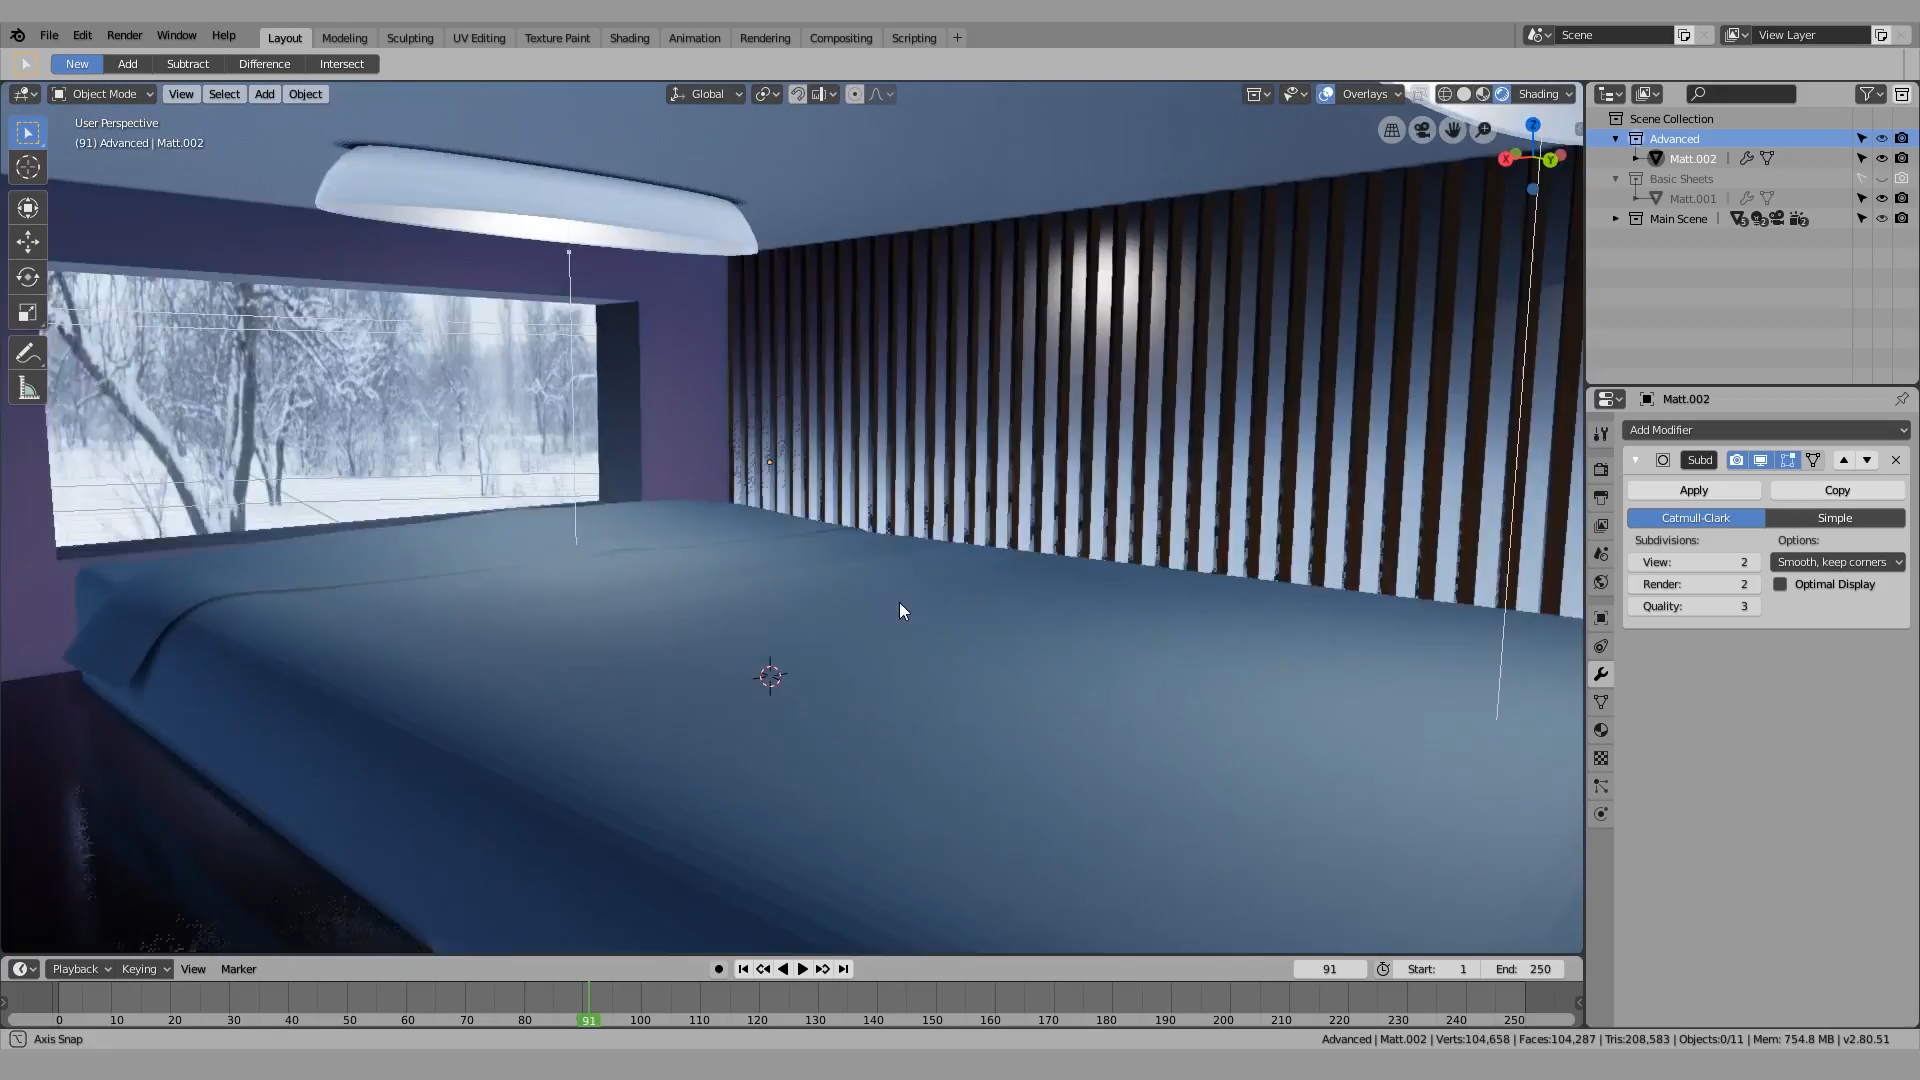 File Edit Render Window Help Layout Modeling Sculpting UV Editing Texture Paint Shading Animation Rendering Compositing Scripting + Scene View Layer
New Add Subtract Difference Intersect
Object Mode View Select Add Object Global Overlays Shading
User Perspective
(91) Advanced | Matt.002
Z
X Y
Scene Collection
Advanced
Matt.002
Basic Sheets
Matt.001
Main Scene 5 2 2
Matt.002
Add Modifier
Subd
Apply Copy
Catmull-Clark Simple
Subdivisions: Options:
View: 2 Smooth, keep corners
Render: 2 Optimal Display
Quality: 3
Playback Keying View Marker 91 Start: 1 End: 250
0 10 20 30 40 50 60 70 80 91 100 110 120 130 140 150 160 170 180 190 200 210 220 230 240 250
Axis Snap Advanced | Matt.002 | Verts:104,658 | Faces:104,287 | Tris:208,583 | Objects:0/11 | Mem: 754.8 MB | v2.80.51